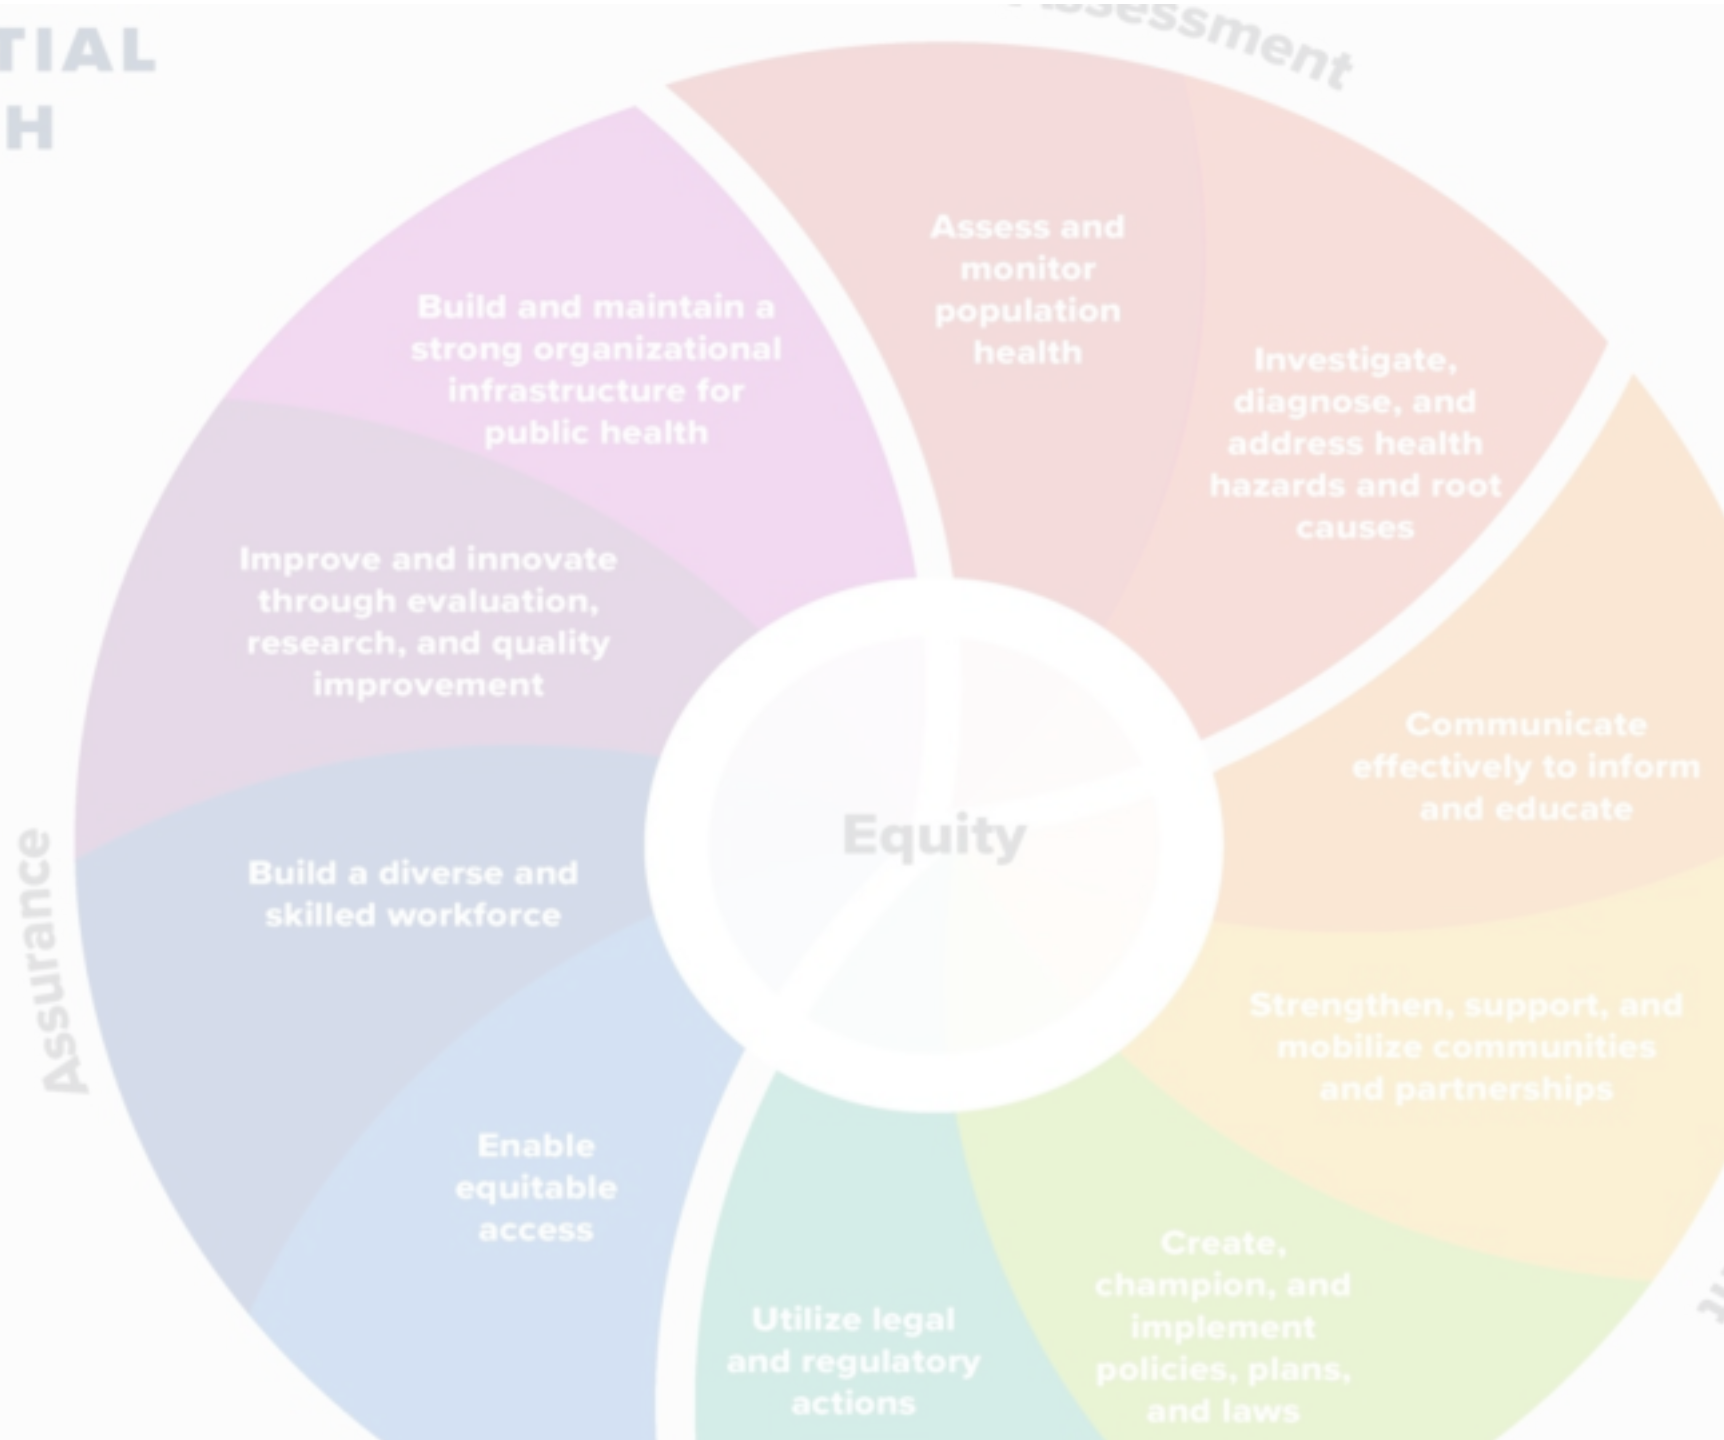 TIAL
H
Assessment
Assess and
monitor
population
health
Investigate,
diagnose, and
address health
hazards and root
causes
Communicate
effectively to inform
and educate
Strengthen, support, and
mobilize communities
and partnerships
Create,
champion, and
implement
policies, plans,
and laws
Utilize legal
and regulatory
actions
Enable
equitable
access
Build a diverse and
skilled workforce
Improve and innovate
through evaluation,
research, and quality
improvement
Build and maintain a
strong organizational
infrastructure for
public health
Equity
Assurance